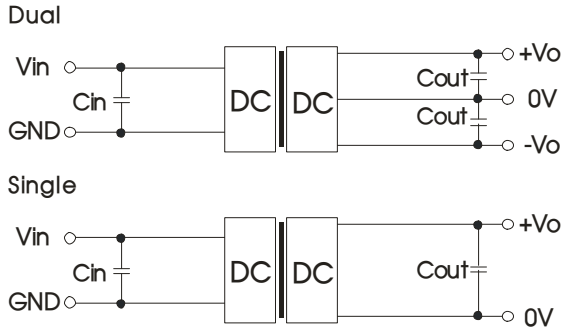 Dual
Vin
+Vo
Cout
Cin
DC
DC
0V
Cout
GND
-Vo
Single
Vin
+Vo
Cin
DC
DC
Cout
GND
0V